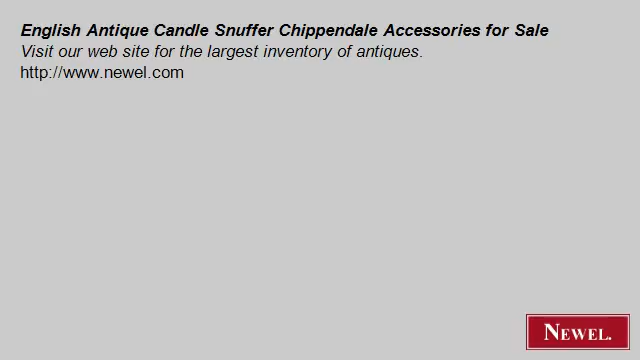 English Antique Candle Snuffer Chippendale Accessories for Sale
Visit our web site for the largest inventory of antiques.
http://www.newel.com
NEWEL.